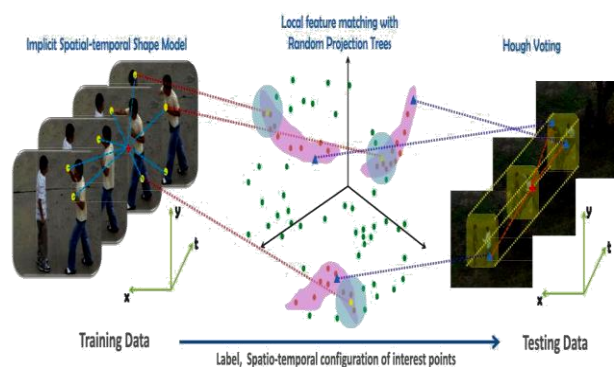 Implicit Spatial-temporal Shape Model
Local feature matching with
Random Projection Trees
Hough Voting
y
t
x
y
t
x
Training Data
Testing Data
Label, Spatio-temporal configuration of interest points